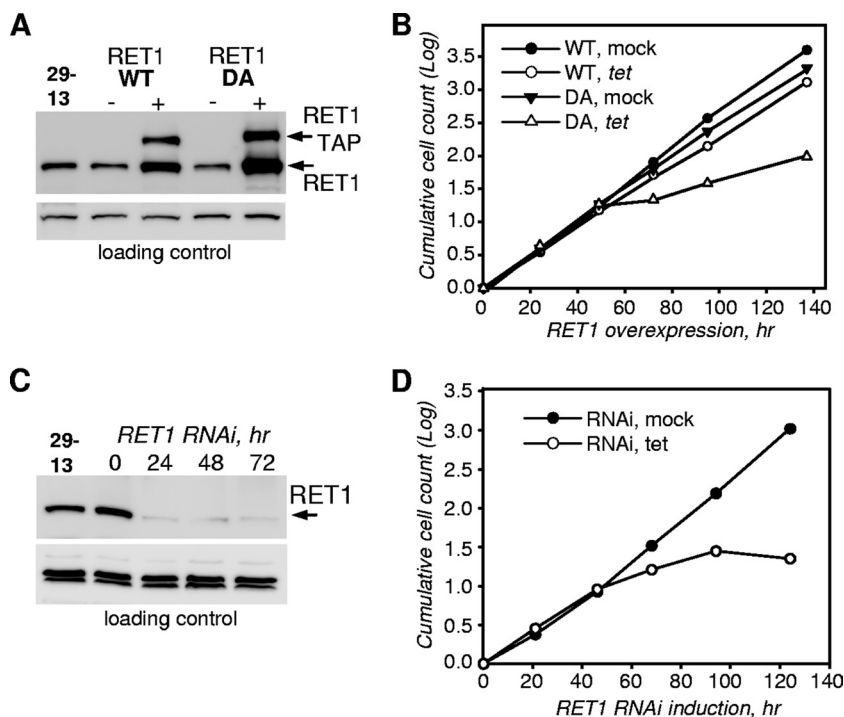 A
RET1 RET1
29- WT DA
13 - + - + RET1
TAP
RET1
loading control
B
WT, mock
WT, tet
DA, mock
DA, tet
Cumulative cell count (Log)
3.5
3.0
2.5
2.0
1.5
1.0
0.5
0.0
0 20 40 60 80 100 120 140
RET1 overexpression, hr
C
29- RET1 RNAi, hr
13 0 24 48 72
RET1
loading control
D
RNAi, mock
RNAi, tet
Cumulative cell count (Log)
3.5
3.0
2.5
2.0
1.5
1.0
0.5
0.0
0 20 40 60 80 100 120 140
RET1 RNAi induction, hr